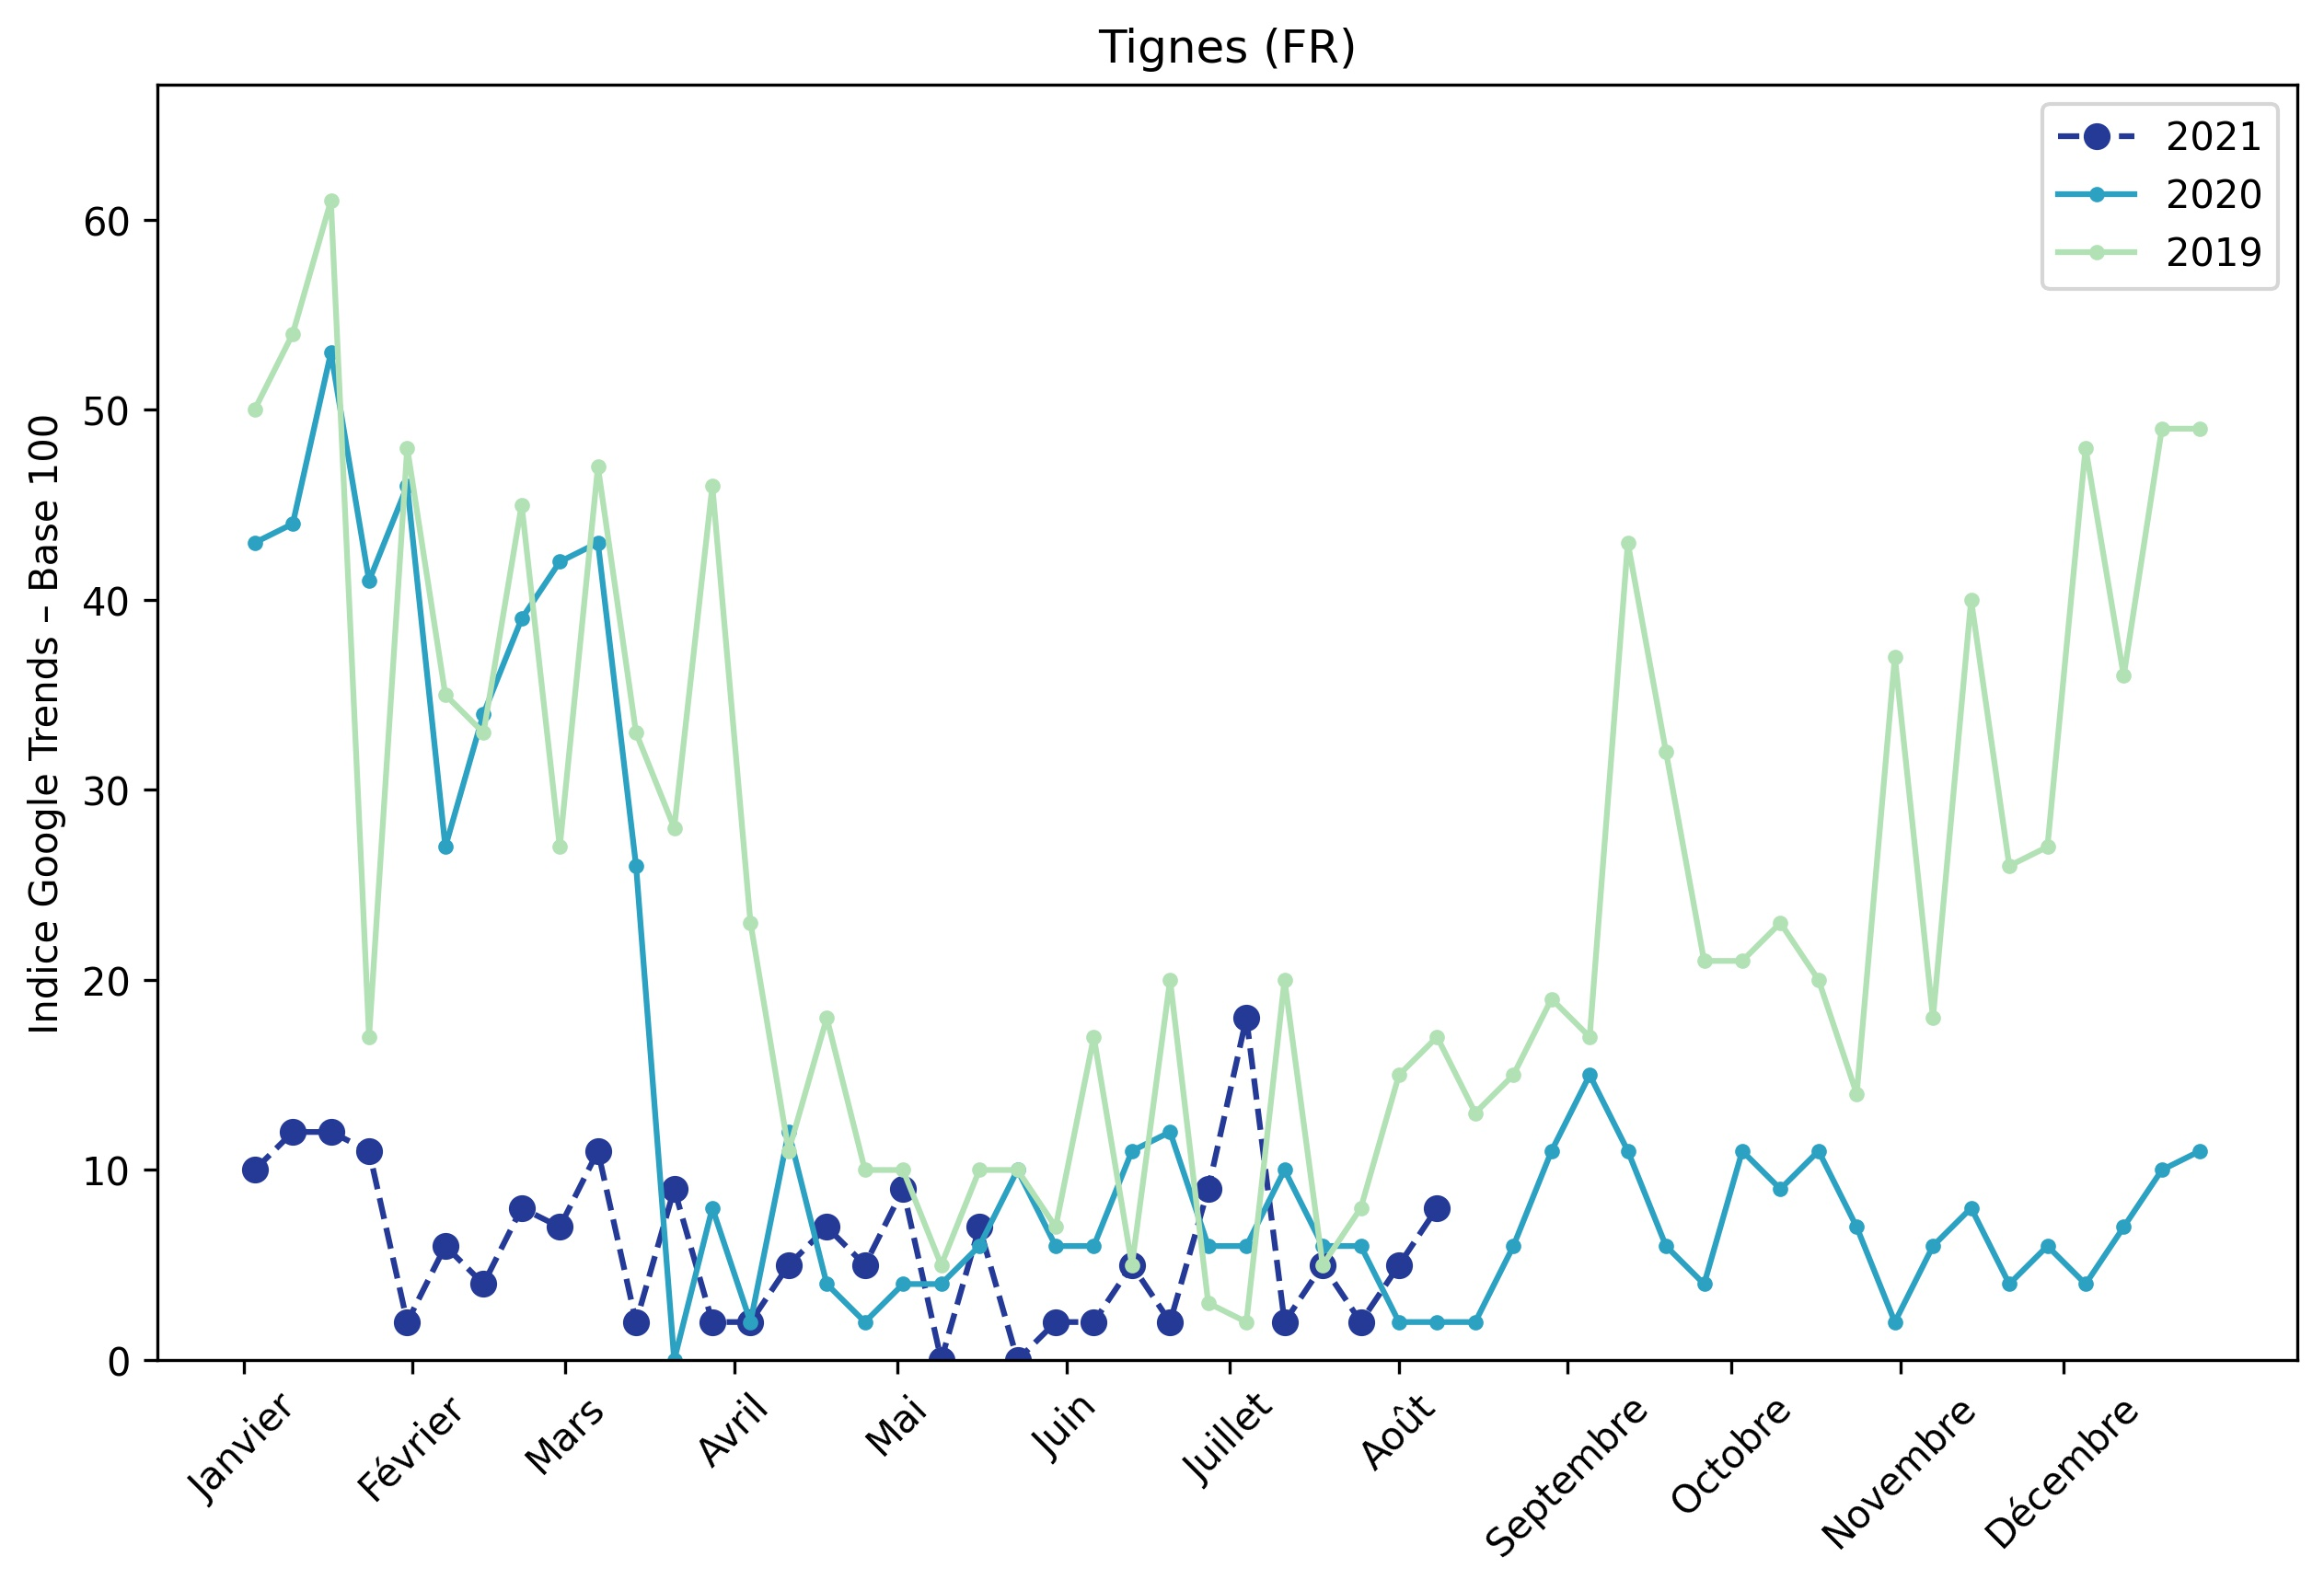 Tignes (FR)
2021
2020
2019
Indice Google Trends – Base 100
60
50
40
30
20
10
0
Janvier
Février
Mars
Avril
Mai
Juin
Juillet
Août
Septembre
Octobre
Novembre
Décembre